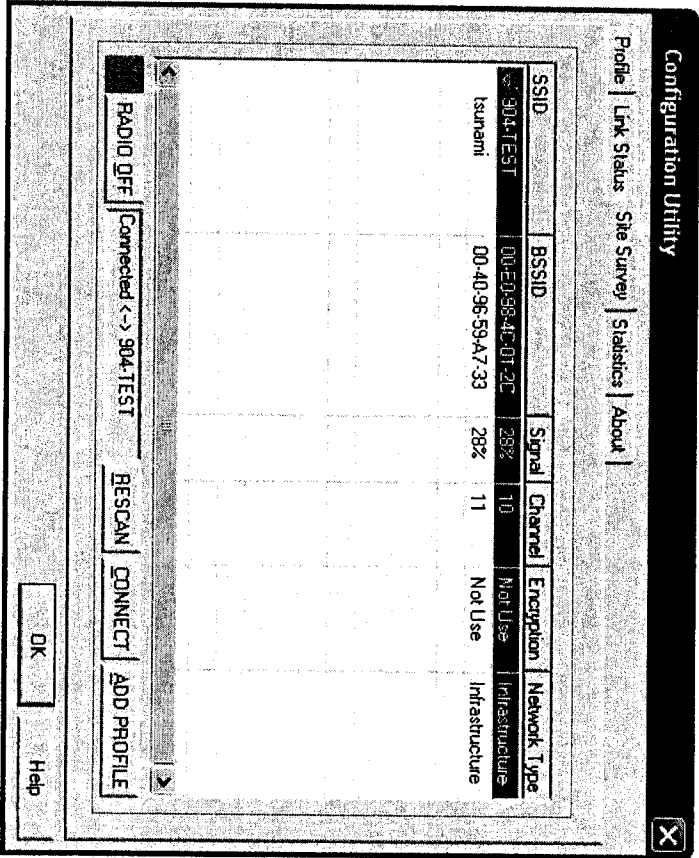 Configuration Utility
Profile Link Status Site Survey Statistics About
SSID BSSID Signal Channel Encryption Network Type
904-TEST 00-E0-98-4C-01-2C 28% 10 Not Use Infrastructure
tsunami 00-40-96-59-A7-33 28% 11 Not Use Infrastructure
RADIO OFF Connected <-> 904-TEST RESCAN CONNECT ADD PROFILE
OK Help